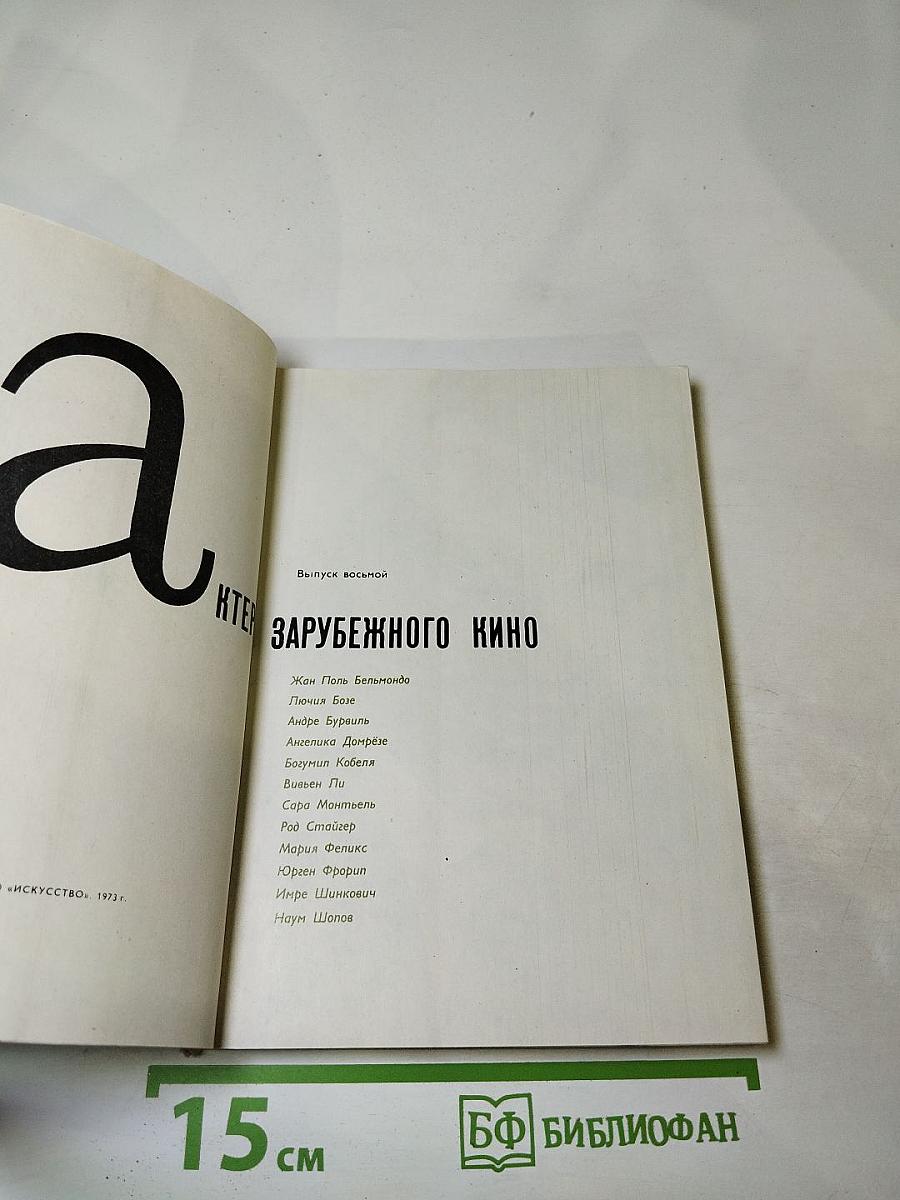 а
КТЕР
«ИСКУССТВО». 1973 г.
Выпуск восьмой
ЗАРУБЕЖНОГО КИНО
Жан Поль Бельмондо
Лючия Бозе
Андре Бурвиль
Ангелика Домрёзе
Богумил Кобеля
Вивьен Ли
Сара Монтьель
Род Стайгер
Мария Феликс
Юрген Фрорип
Имре Шинкович
Наум Шопов
15 см
БФ БИБЛИОФАН